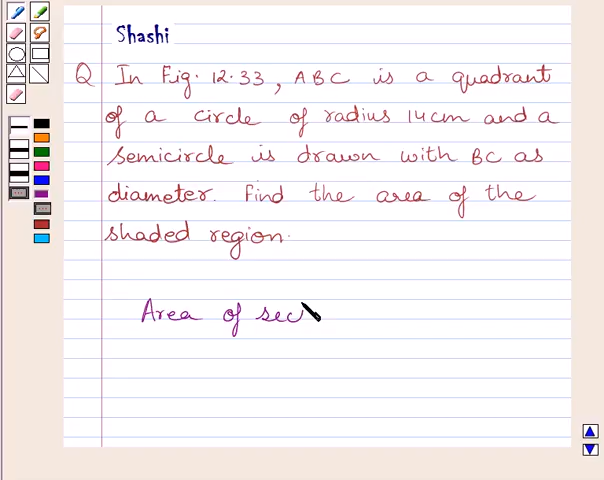 Shashi
Q In Fig. 12.33, ABC is a quadrant
of a circle of radius 14cm and a
semicircle is drawn with BC as
diameter. Find the area of the
shaded region.
Area of sec